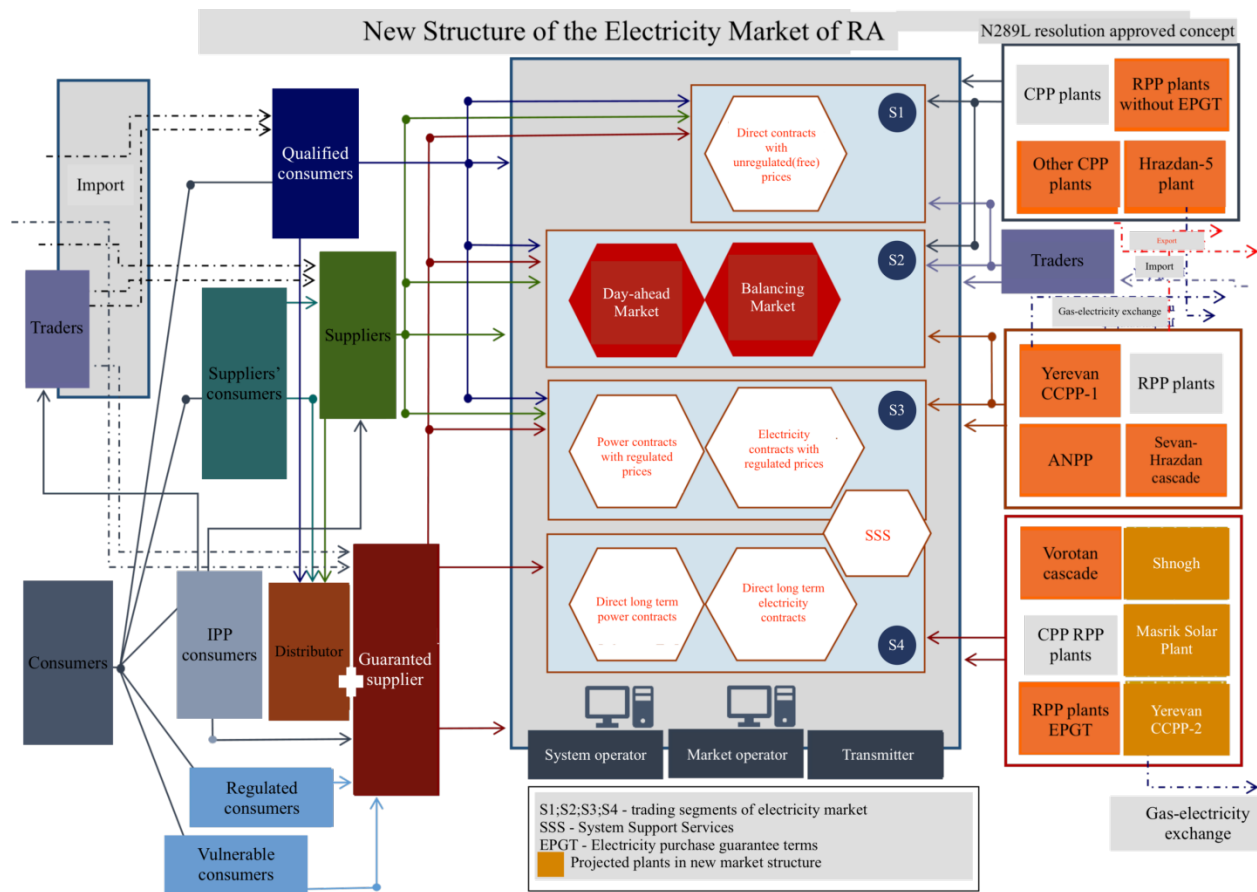 New Structure of the Electricity Market of RA
N289L resolution approved concept
Import
Traders
Qualified
consumers
Suppliers’
consumers
Suppliers
Consumers
IPP
consumers
Distributor
Guaranted
supplier
Regulated
consumers
Vulnerable
consumers
S1
Direct contracts
with
unregulated(free)
prices
S2
Day-ahead
Market
Balancing
Market
S3
Power contracts
with regulated
prices
Electricity
contracts with
regulated prices
SSS
Direct long term
power contracts
Direct long term
electricity
contracts
S4
System operator
Market operator
Transmitter
CPP plants
RPP plants
without EPGT
Other CPP
plants
Hrazdan-5
plant
Traders
Export
Import
Gas-electricity exchange
Yerevan
CCPP-1
RPP plants
ANPP
Sevan-
Hrazdan
cascade
Vorotan
cascade
Shnogh
CPP RPP
plants
Masrik Solar
Plant
RPP plants
EPGT
Yerevan
CCPP-2
Gas-electricity
exchange
S1;S2;S3;S4 - trading segments of electricity market
SSS - System Support Services
EPGT - Electricity purchase guarantee terms
Projected plants in new market structure